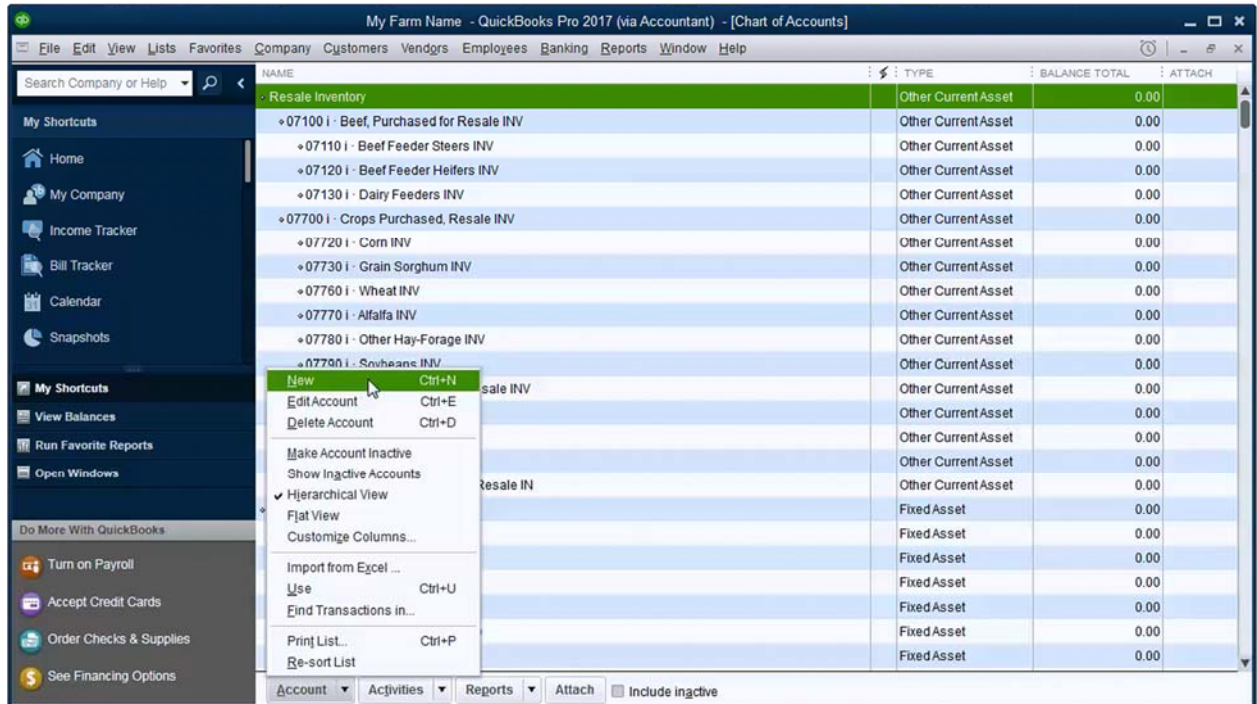 My Farm Name - QuickBooks Pro 2017 (via Accountant) - [Chart of Accounts]
File Edit View Lists Favorites Company Customers Vendors Employees Banking Reports Window Help
Search Company or Help
My Shortcuts
Home
My Company
Income Tracker
Bill Tracker
Calendar
Snapshots
My Shortcuts
View Balances
Run Favorite Reports
Open Windows
Do More With QuickBooks
Turn on Payroll
Accept Credit Cards
Order Checks & Supplies
See Financing Options
NAME TYPE BALANCE TOTAL ATTACH
Resale Inventory Other Current Asset 0.00
07100 i · Beef, Purchased for Resale INV Other Current Asset 0.00
07110 i · Beef Feeder Steers INV Other Current Asset 0.00
07120 i · Beef Feeder Heifers INV Other Current Asset 0.00
07130 i · Dairy Feeders INV Other Current Asset 0.00
07700 i · Crops Purchased, Resale INV Other Current Asset 0.00
07720 i · Corn INV Other Current Asset 0.00
07730 i · Grain Sorghum INV Other Current Asset 0.00
07760 i · Wheat INV Other Current Asset 0.00
07770 i · Alfalfa INV Other Current Asset 0.00
07780 i · Other Hay-Forage INV Other Current Asset 0.00
07790 i · Soybeans INV Other Current Asset 0.00
sale INV Other Current Asset 0.00
Other Current Asset 0.00
Other Current Asset 0.00
Other Current Asset 0.00
Resale IN Other Current Asset 0.00
Fixed Asset 0.00
Fixed Asset 0.00
Fixed Asset 0.00
Fixed Asset 0.00
Fixed Asset 0.00
Fixed Asset 0.00
Fixed Asset 0.00
New Ctrl+N
Edit Account Ctrl+E
Delete Account Ctrl+D
Make Account Inactive
Show Inactive Accounts
Hierarchical View
Flat View
Customize Columns...
Import from Excel ...
Use Ctrl+U
Find Transactions in...
Print List... Ctrl+P
Re-sort List
Account Activities Reports Attach Include inactive